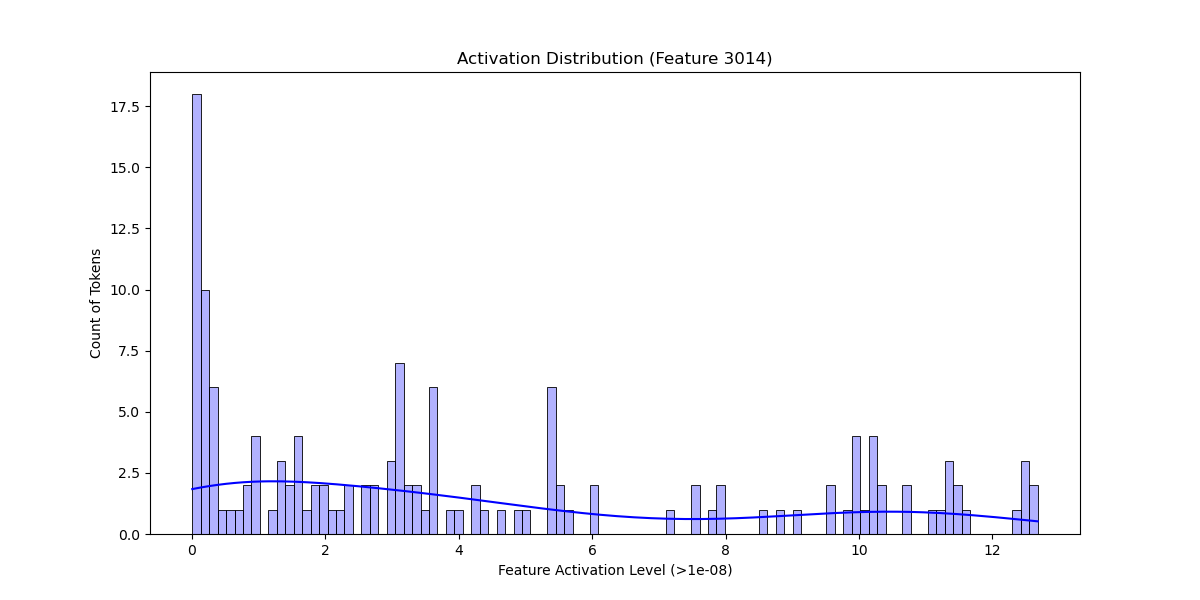 Activation Distribution (Feature 3014)
17.5
15.0
12.5
10.0
7.5
5.0
2.5
0.0
Count of Tokens
0 2 4 6 8 10 12
Feature Activation Level (>1e-08)